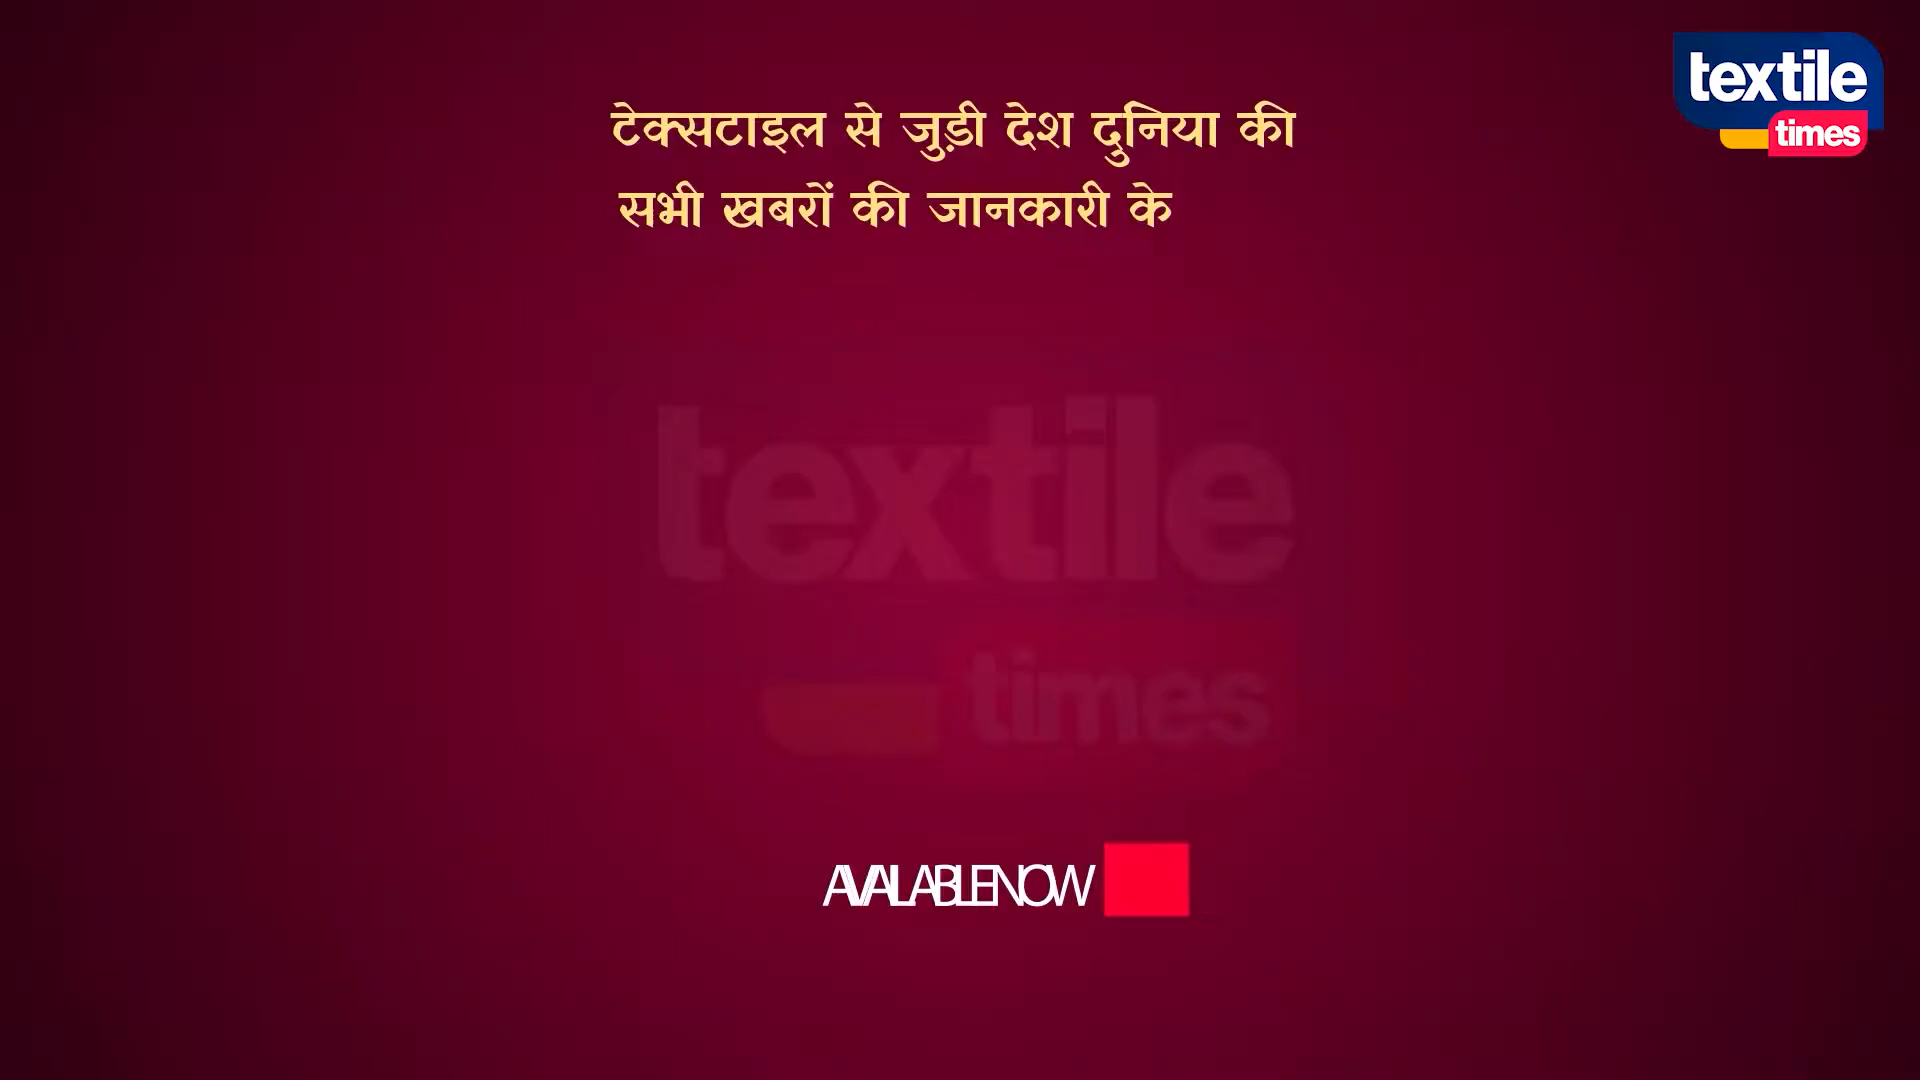 textile
times
टेक्सटाइल से जुड़ी देश दुनिया की
सभी खबरों की जानकारी के
textile
times
AVAILABLE NOW